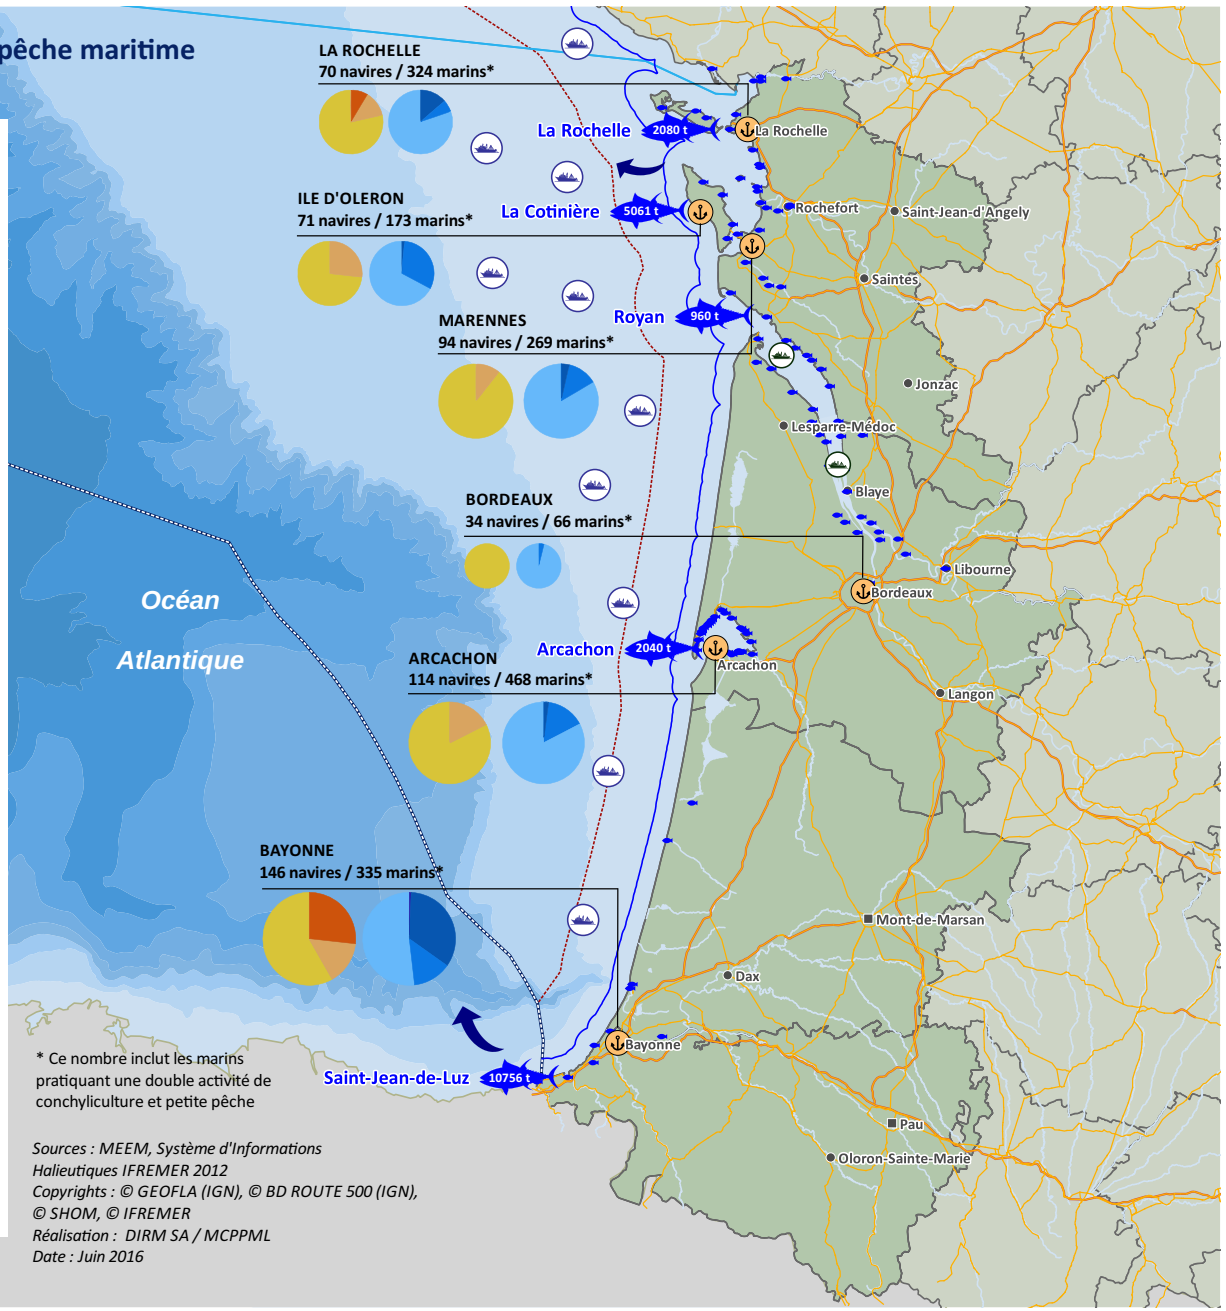 pêche maritime
LA ROCHELLE
70 navires / 324 marins*
La Rochelle
2080 t
La Rochelle
ILE D'OLERON
71 navires / 173 marins*
La Cotinière
5061 t
Rochefort
Saint-Jean-d'Angely
Saintes
MARENNES
94 navires / 269 marins*
Royan
960 t
Jonzac
Lesparre-Médoc
Blaye
BORDEAUX
34 navires / 66 marins*
Libourne
Bordeaux
Océan
Atlantique
Arcachon
2040 t
Arcachon
ARCACHON
114 navires / 468 marins*
Langon
BAYONNE
146 navires / 335 marins*
Mont-de-Marsan
Dax
Bayonne
Saint-Jean-de-Luz
10756 t
Pau
Oloron-Sainte-Marie
* Ce nombre inclut les marins
pratiquant une double activité de
conchyliculture et petite pêche
Sources : MEEM, Système d'Informations
Halieutiques IFREMER 2012
Copyrights : © GEOFLA (IGN), © BD ROUTE 500 (IGN),
© SHOM, © IFREMER
Réalisation : DIRM SA / MCPPML
Date : Juin 2016